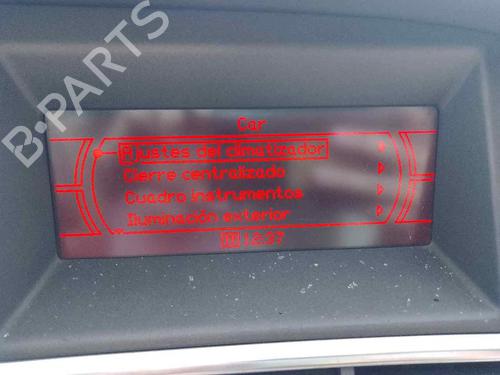 B-PARTS
Car
Ajustes del climatizador
Cierre centralizado
Cuadro instrumentos
Iluminación exterior
12:37